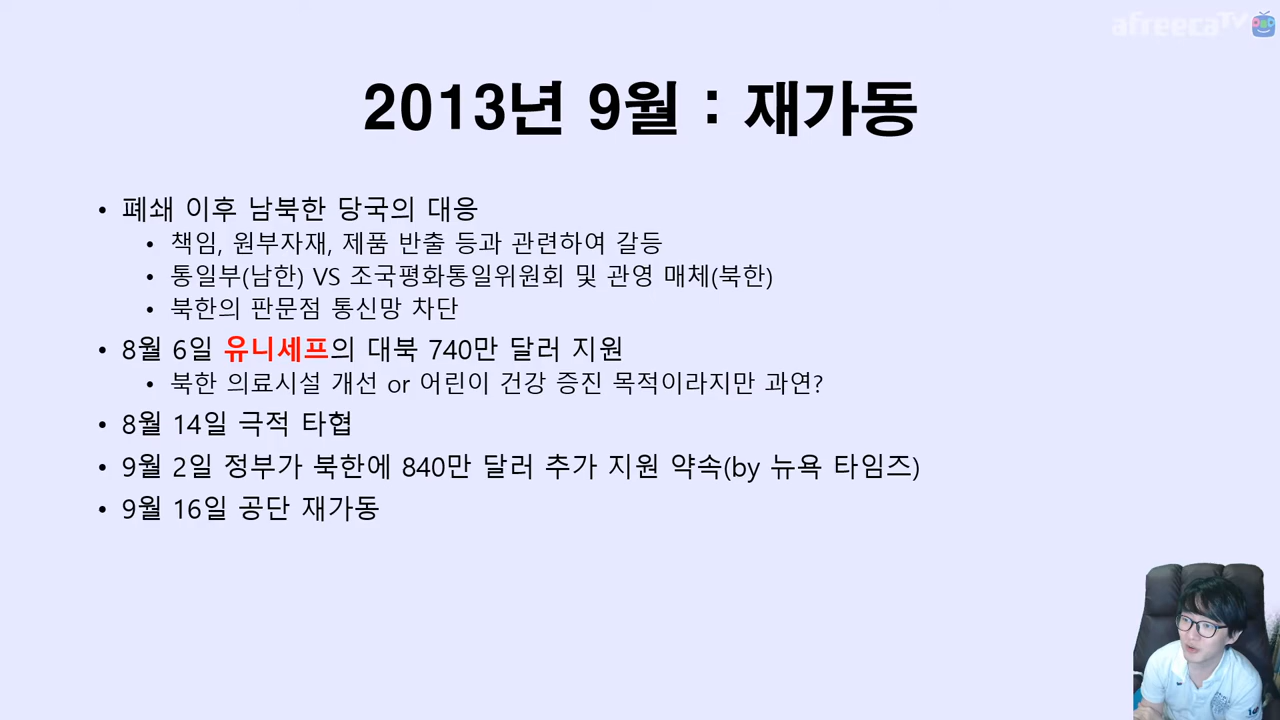 afreecaTV
2013년 9월 : 재가동
• 폐쇄 이후 남북한 당국의 대응
• 책임, 원부자재, 제품 반출 등과 관련하여 갈등
• 통일부(남한) VS 조국평화통일위원회 및 관영 매체(북한)
• 북한의 판문점 통신망 차단
• 8월 6일 유니세프의 대북 740만 달러 지원
• 북한 의료시설 개선 or 어린이 건강 증진 목적이라지만 과연?
• 8월 14일 극적 타협
• 9월 2일 정부가 북한에 840만 달러 추가 지원 약속(by 뉴욕 타임즈)
• 9월 16일 공단 재가동